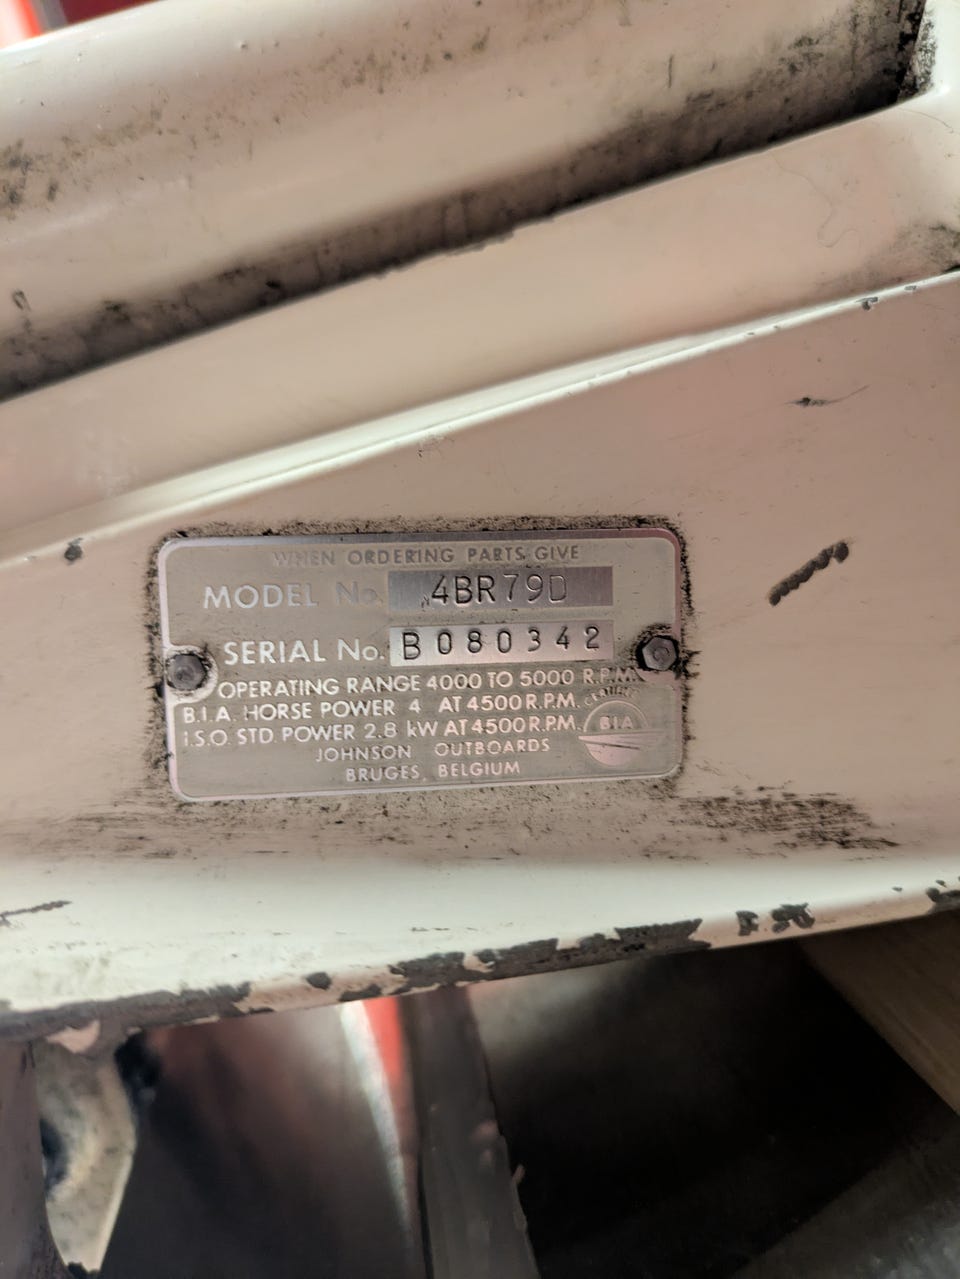 WHEN ORDERING PARTS GIVE
MODEL No. 4BR79D
SERIAL No. B080342
OPERATING RANGE 4000 TO 5000 R.P.M.
B.I.A. HORSE POWER 4 AT 4500 R.P.M.
I.S.O. STD POWER 2.8 kW AT 4500 R.P.M.
JOHNSON OUTBOARDS
BRUGES, BELGIUM
CERTIFIED
B·I·A